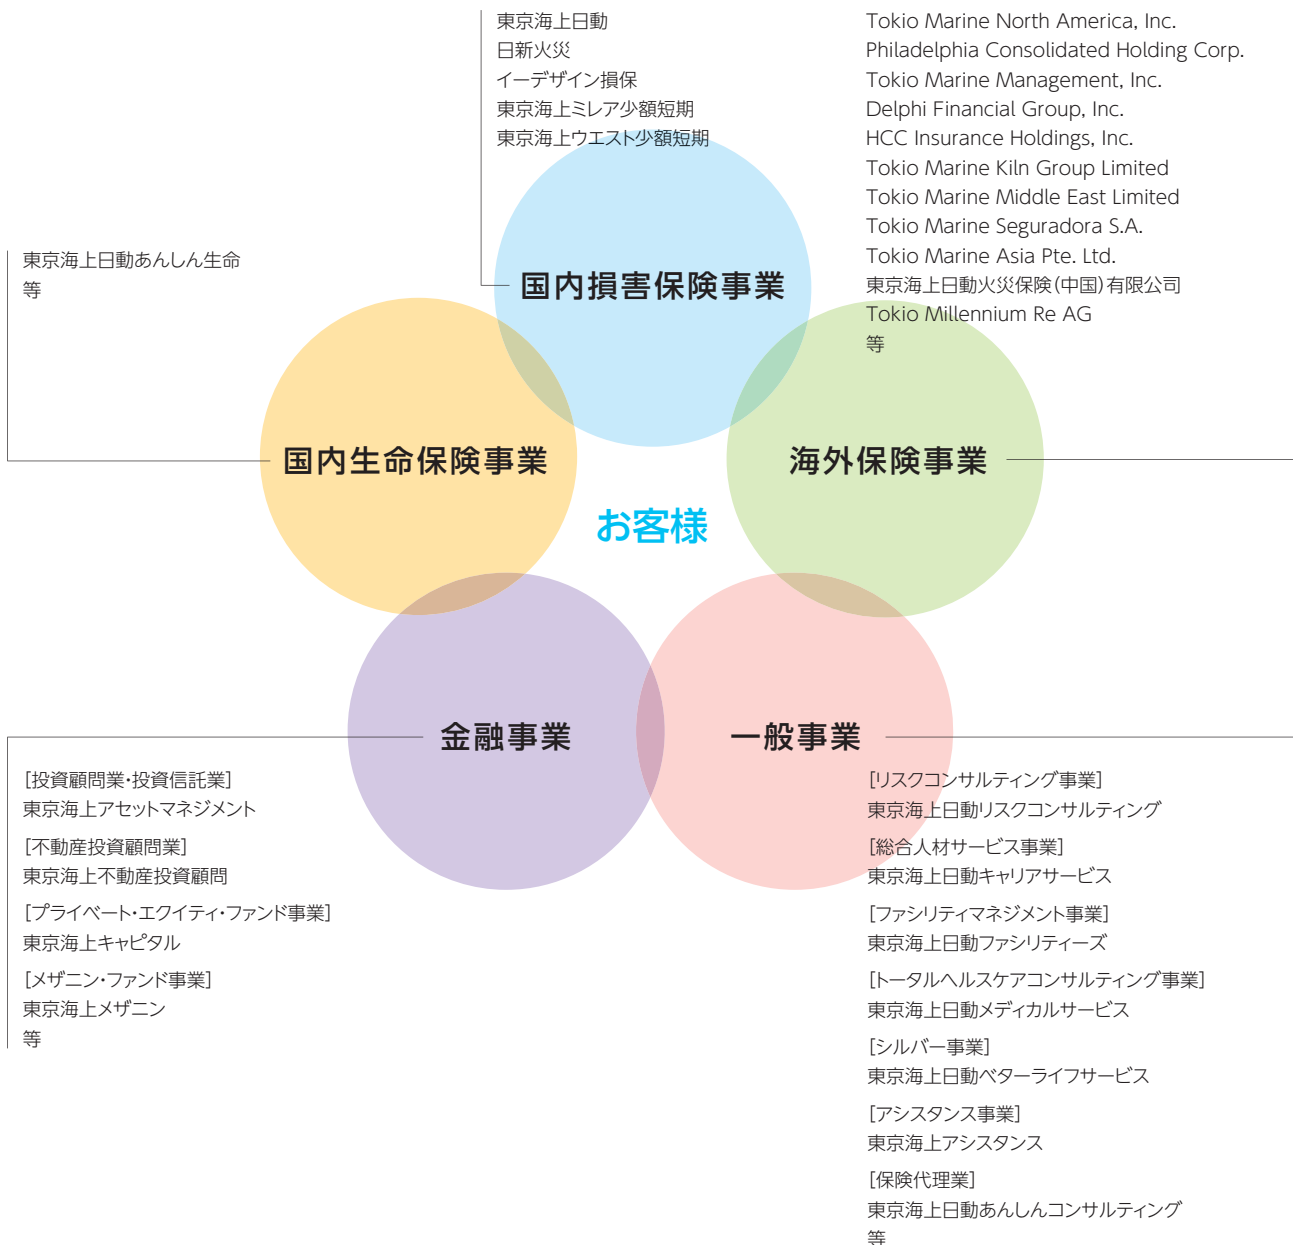 東京海上日動
日新火災
イーデザイン損保
東京海上ミレア少額短期
東京海上ウエスト少額短期
国内損害保険事業
Tokio Marine North America, Inc.
Philadelphia Consolidated Holding Corp.
Tokio Marine Management, Inc.
Delphi Financial Group, Inc.
HCC Insurance Holdings, Inc.
Tokio Marine Kiln Group Limited
Tokio Marine Middle East Limited
Tokio Marine Seguradora S.A.
Tokio Marine Asia Pte. Ltd.
東京海上日動火災保険(中国)有限公司
Tokio Millennium Re AG
等
海外保険事業
東京海上日動あんしん生命
等
国内生命保険事業
お客様
金融事業
[投資顧問業・投資信託業]
東京海上アセットマネジメント
[不動産投資顧問業]
東京海上不動産投資顧問
[プライベート・エクイティ・ファンド事業]
東京海上キャピタル
[メザニン・ファンド事業]
東京海上メザニン
等
一般事業
[リスクコンサルティング事業]
東京海上日動リスクコンサルティング
[総合人材サービス事業]
東京海上日動キャリアサービス
[ファシリティマネジメント事業]
東京海上日動ファシリティーズ
[トータルヘルスケアコンサルティング事業]
東京海上日動メディカルサービス
[シルバー事業]
東京海上日動ベターライフサービス
[アシスタンス事業]
東京海上アシスタンス
[保険代理業]
東京海上日動あんしんコンサルティング
等